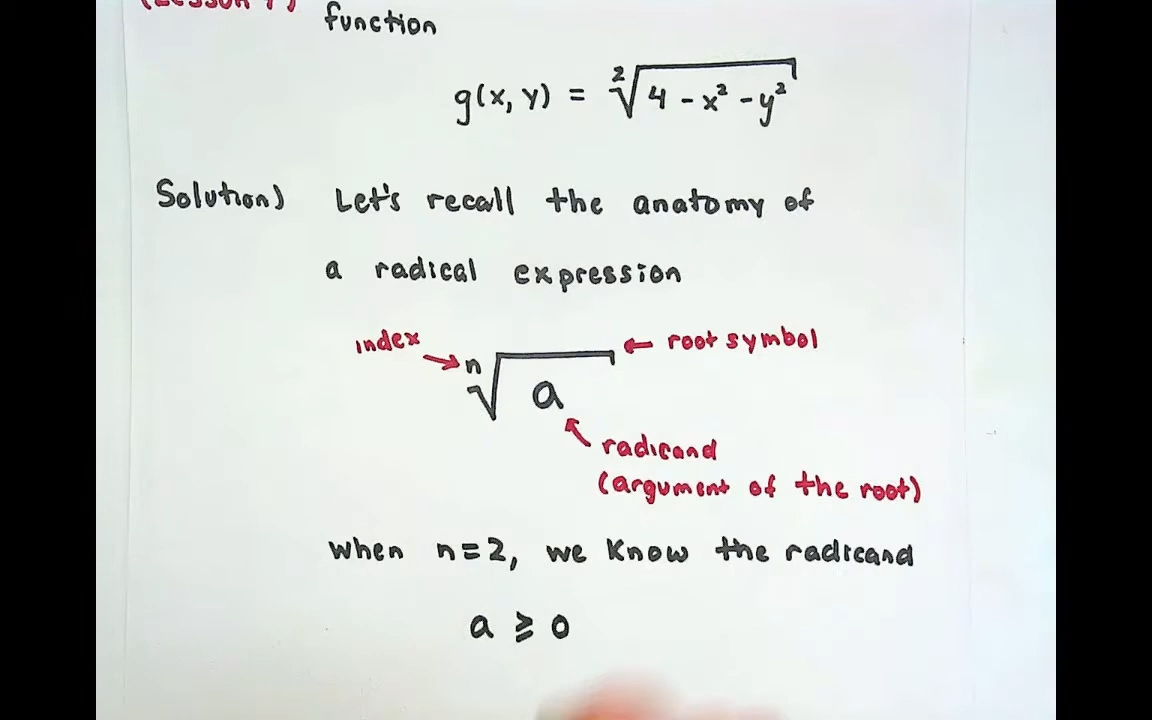 (Lesson
function
g(x, y) = ²√4 - x² - y²
Solution) Let's recall the anatomy of
a radical expression
index
n√a
root symbol
radicand
(argument of the root)
when n=2, we know the radicand
a ≥ 0